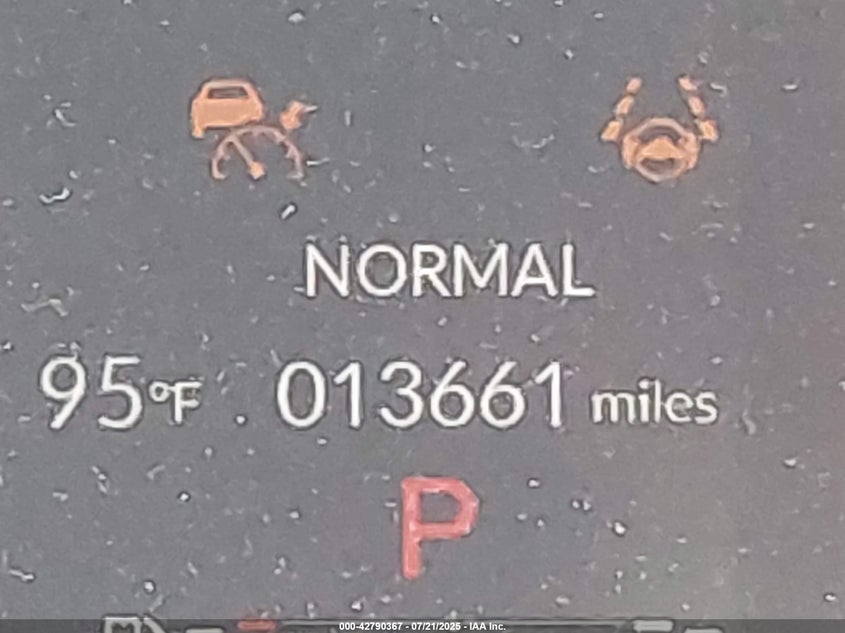 NORMAL
95°F 013661 miles
P
000-42790367 - 07/21/2025 - IAA Inc.